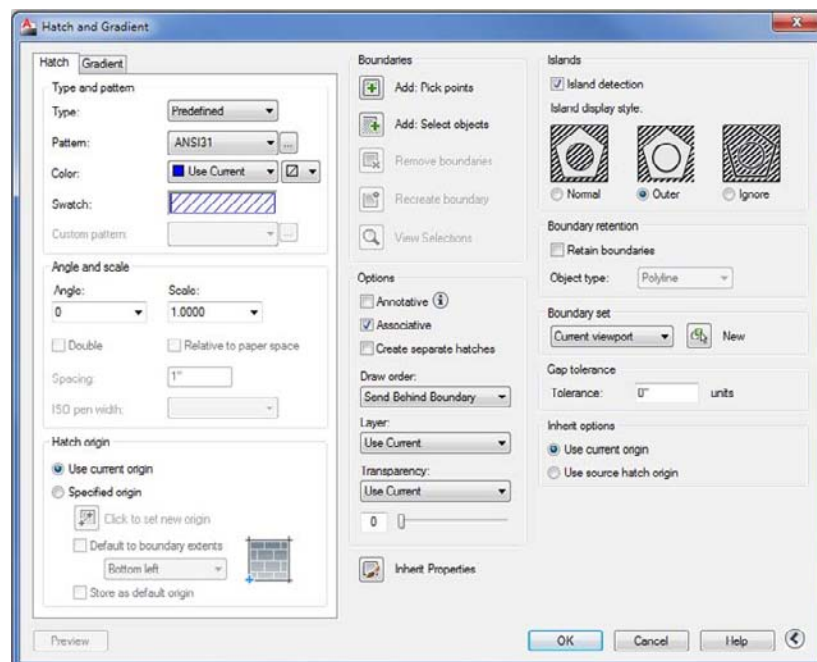 Hatch and Gradient
Hatch
Gradient
Type and pattern
Type:
Predefined
Pattern:
ANSI31
...
Color:
Use Current
Swatch:
Custom pattern:
...
Angle and scale
Angle:
Scale:
0
1.0000
Double
Relative to paper space
Spacing:
1"
ISO pen width:
Hatch origin
Use current origin
Specified origin
Click to set new origin
Default to boundary extents
Bottom left
Store as default origin
Preview
Boundaries
Add: Pick points
Add: Select objects
Remove boundaries
Recreate boundary
View Selections
Options
Annotative
Associative
Create separate hatches
Draw order:
Send Behind Boundary
Layer:
Use Current
Transparency:
Use Current
0
Inherit Properties
Islands
Island detection
Island display style:
Normal
Outer
Ignore
Boundary retention
Retain boundaries
Object type:
Polyline
Boundary set
Current viewport
New
Gap tolerance
Tolerance:
0"
units
Inherit options
Use current origin
Use source hatch origin
OK
Cancel
Help